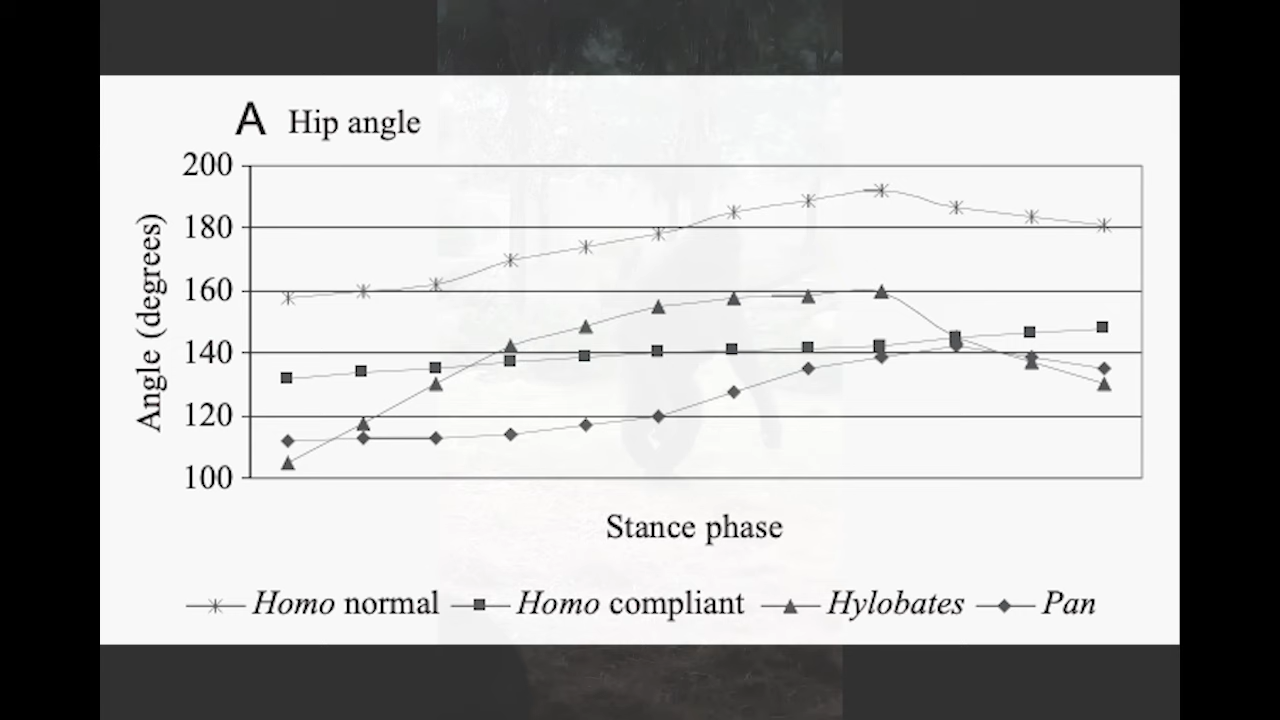 A Hip angle
200
180
160
140
120
100
Angle (degrees)
Stance phase
Homo normal Homo compliant Hylobates Pan